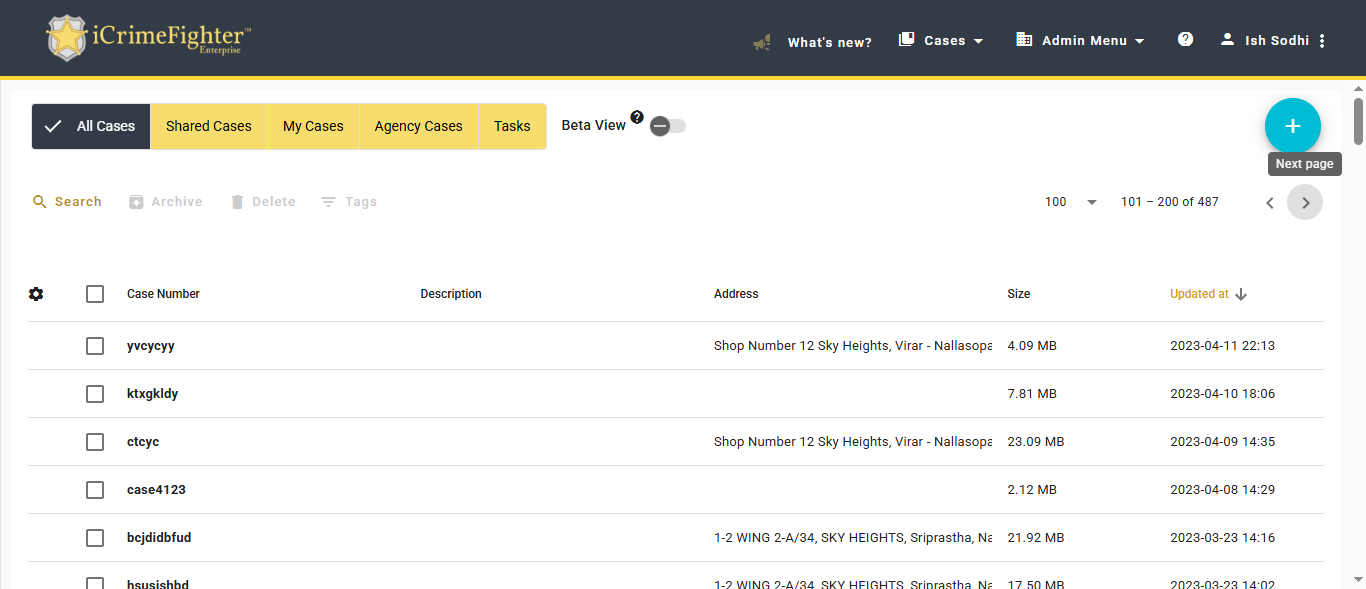 iCrimeFighter™
Enterprise
What's new?
Cases
Admin Menu
Ish Sodhi
All Cases
Shared Cases
My Cases
Agency Cases
Tasks
Beta View
Next page
Search
Archive
Delete
Tags
100
101 – 200 of 487
Case Number Description Address Size Updated at
yvcycyy Shop Number 12 Sky Heights, Virar - Nallasopa 4.09 MB 2023-04-11 22:13
ktxgkldy 7.81 MB 2023-04-10 18:06
ctcyc Shop Number 12 Sky Heights, Virar - Nallasopa 23.09 MB 2023-04-09 14:35
case4123 2.12 MB 2023-04-08 14:29
bcjdidbfud 1-2 WING 2-A/34, SKY HEIGHTS, Sriprastha, Na 21.92 MB 2023-03-23 14:16
hsusishbd 1-2 WING 2-A/34, SKY HEIGHTS, Sriprastha, Na 17.50 MB 2023-03-23 14:02